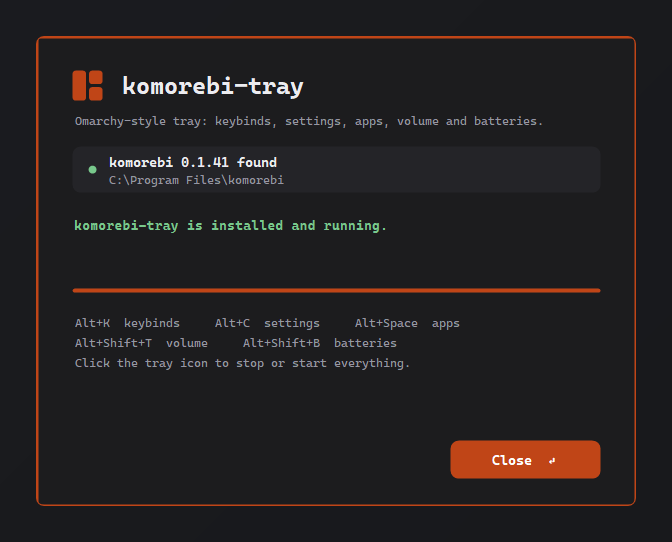 komorebi-tray
Omarchy-style tray: keybinds, settings, apps, volume and batteries.
komorebi 0.1.41 found
C:\Program Files\komorebi
komorebi-tray is installed and running.
Alt+K  keybinds     Alt+C  settings     Alt+Space  apps
Alt+Shift+T  volume     Alt+Shift+B  batteries
Click the tray icon to stop or start everything.
Close ↵